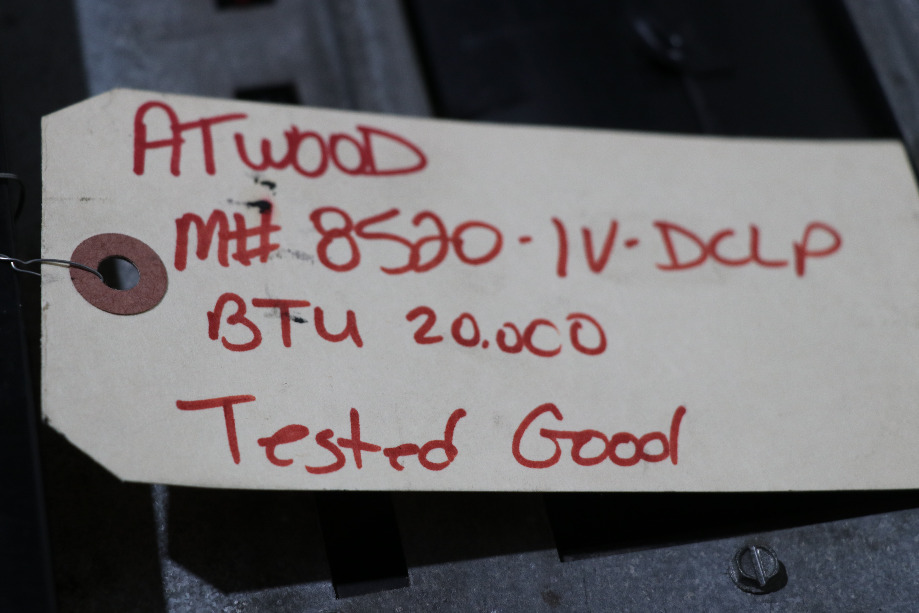 ATWOOD
M# 8520-IV-DCLP
BTU 20.000
Tested Good